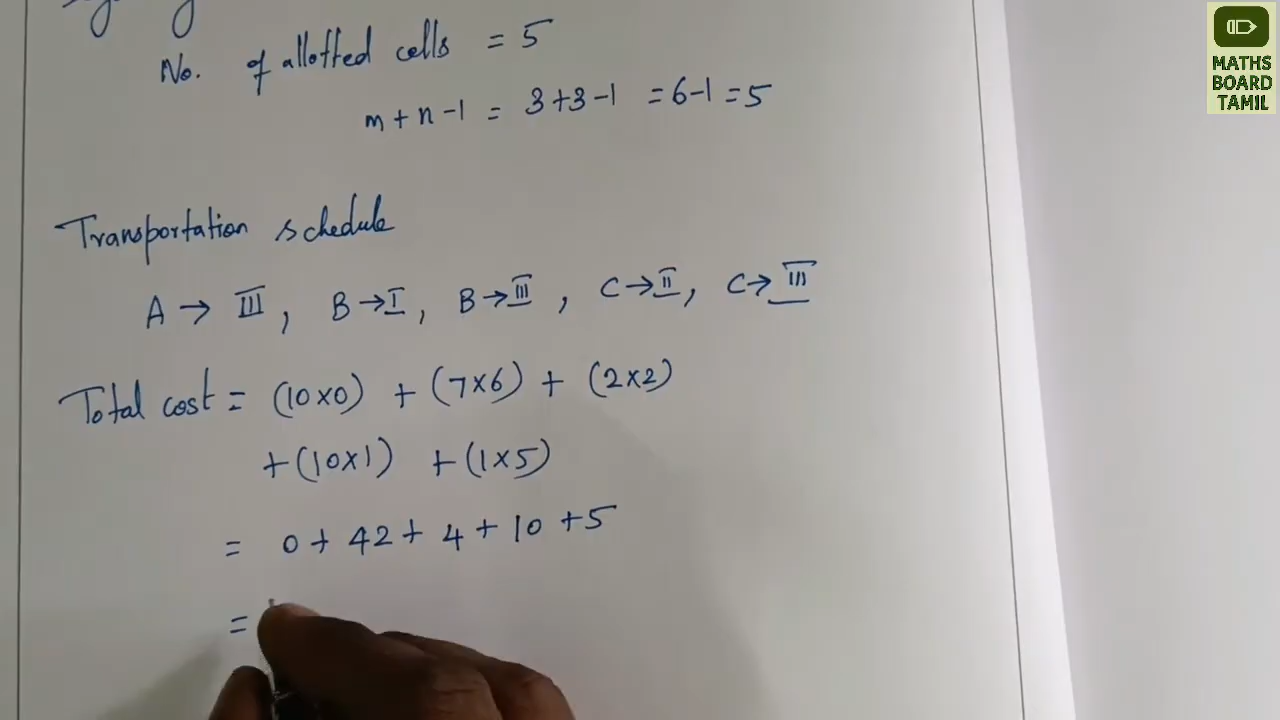 No. of allotted cells = 5
m + n - 1 = 3+3-1 = 6-1 = 5
Transportation schedule
A → III, B → I, B → III, C → II, C → III
Total cost = (10×0) + (7×6) + (2×2)
+ (10×1) + (1×5)
= 0 + 42 + 4 + 10 + 5
=
MATHS
BOARD
TAMIL